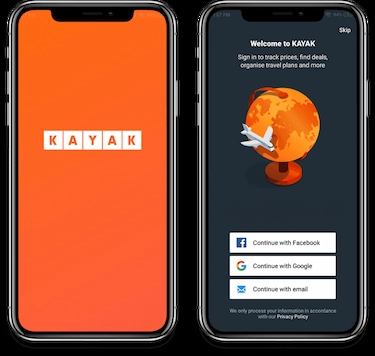 KAYAK
Skip
Welcome to KAYAK
Sign in to track prices, find deals,
organise travel plans and more
Continue with Facebook
Continue with Google
Continue with email
We only process your information in accordance
with our Privacy Policy